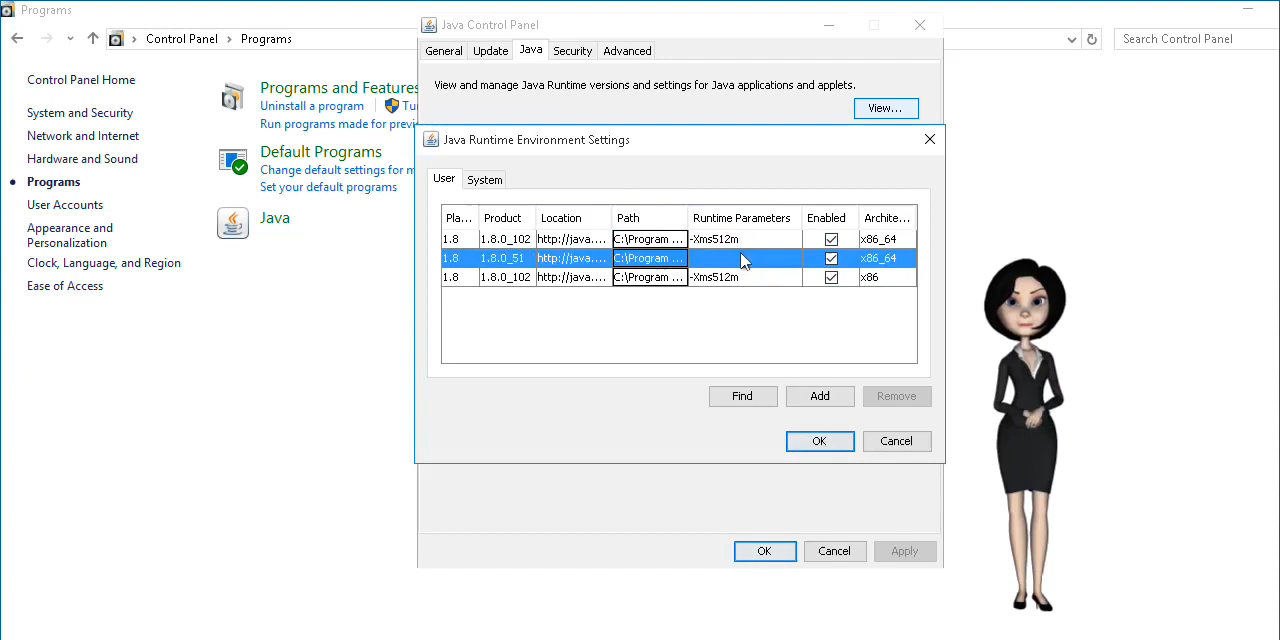 Programs
Control Panel > Programs
Search Control Panel
Control Panel Home
System and Security
Network and Internet
Hardware and Sound
Programs
User Accounts
Appearance and
Personalization
Clock, Language, and Region
Ease of Access
Programs and Features
Uninstall a program
Run programs made for
Default Programs
Change default settings for
Set your default programs
Java
Java Control Panel
General Update Java Security Advanced
View and manage Java Runtime versions and settings for Java applications and applets.
View...
Java Runtime Environment Settings
User System
Pla... Product Location Path Runtime Parameters Enabled Archite...
1.8 1.8.0_102 http://java.... C:\Program ... -Xms512m x86_64
1.8 1.8.0_51 http://java.... C:\Program ... x86_64
1.8 1.8.0_102 http://java.... C:\Program ... -Xms512m x86
Find Add Remove
OK Cancel
OK Cancel Apply